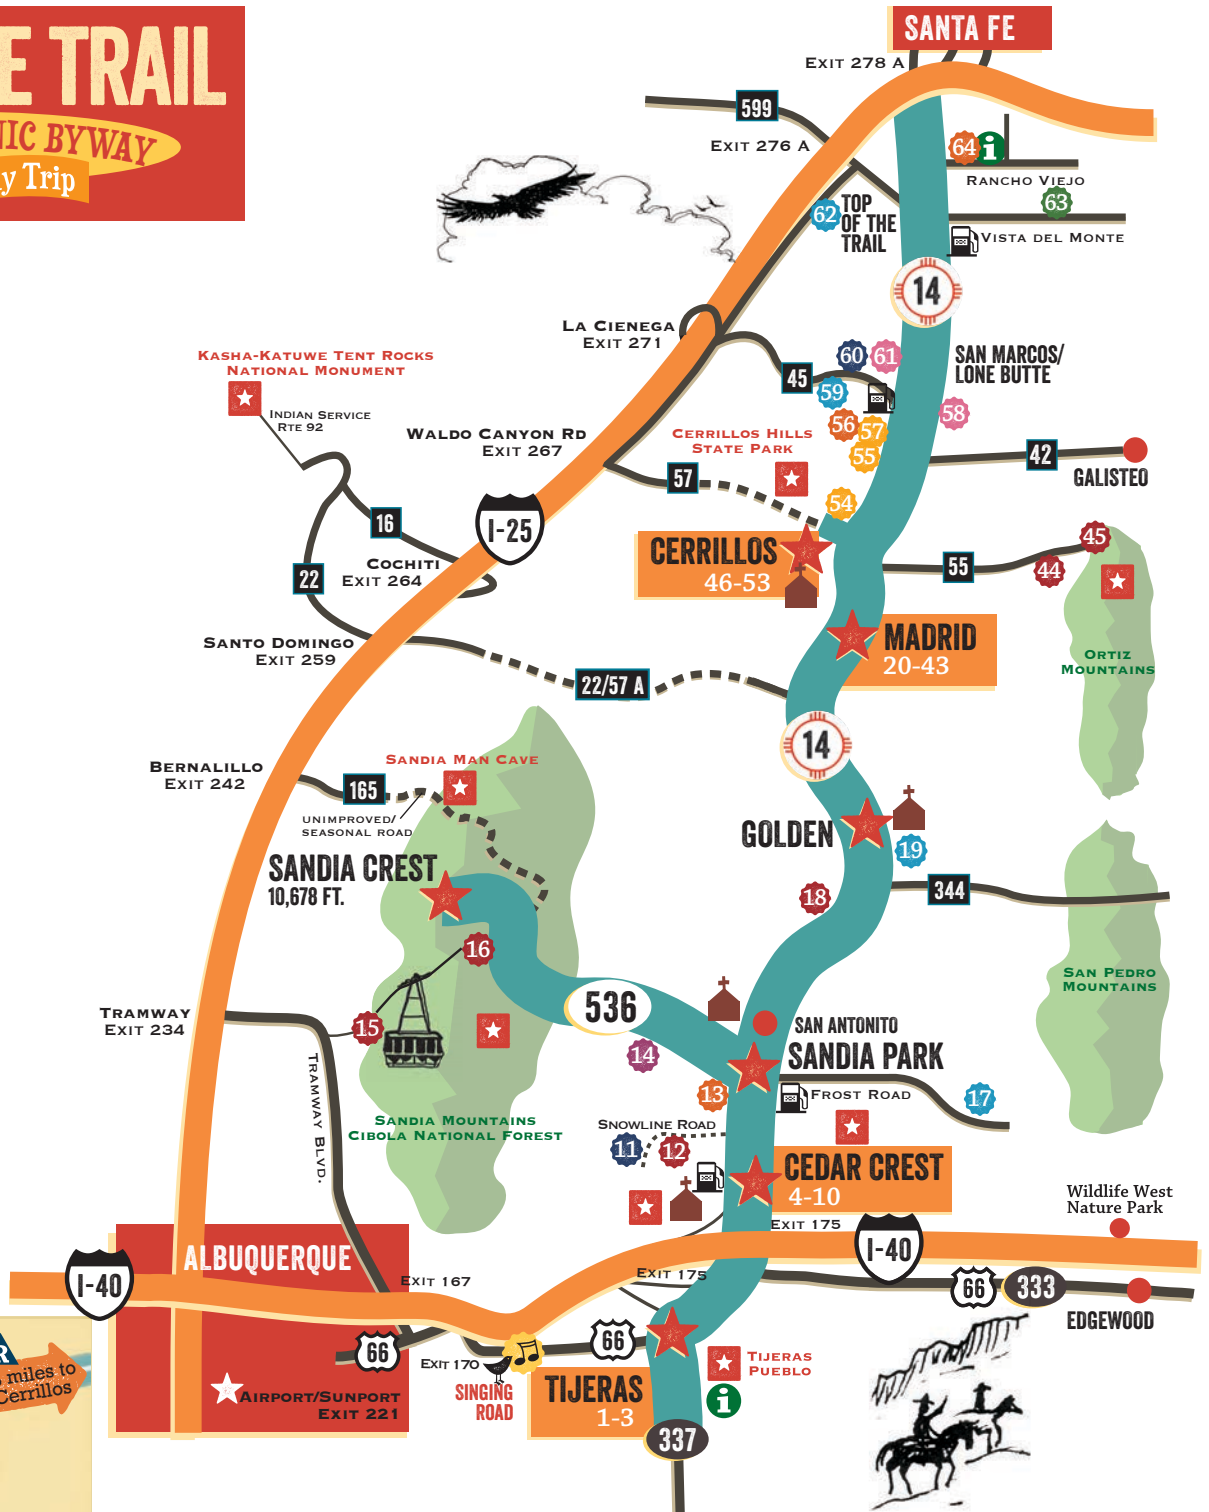 E TRAIL
NIC BYWAY
y Trip
SANTA FE
Exit 278 A
599
Exit 276 A
64
i
Rancho Viejo
63
62
TOP
OF THE
TRAIL
Vista del Monte
14
La Cienega
Exit 271
60
61
SAN MARCOS/
LONE BUTTE
45
59
58
56
57
55
Kasha-Katuwe Tent Rocks
National Monument
Indian Service
Rte 92
Waldo Canyon Rd
Exit 267
Cerrillos Hills
State Park
57
42
GALISTEO
54
16
I-25
CERRILLOS
46-53
45
44
55
Cochiti
Exit 264
22
Santo Domingo
Exit 259
MADRID
20-43
Ortiz
Mountains
22/57 A
14
Bernalillo
Exit 242
165
Sandia Man Cave
unimproved/
seasonal road
GOLDEN
19
SANDIA CREST
10,678 FT.
18
344
16
San Pedro
Mountains
Tramway
Exit 234
15
536
SAN ANTONITO
SANDIA PARK
14
13
Frost Road
17
Tramway Blvd.
Sandia Mountains
Cibola National Forest
Snowline Road
11
12
CEDAR CREST
4-10
Wildlife West
Nature Park
Exit 175
I-40
ALBUQUERQUE
I-40
Exit 167
Exit 175
66
333
EDGEWOOD
66
66
Exit 170
SINGING
ROAD
Tijeras
Pueblo
i
TIJERAS
1-3
Airport/Sunport
Exit 221
337
R
miles to
Cerrillos